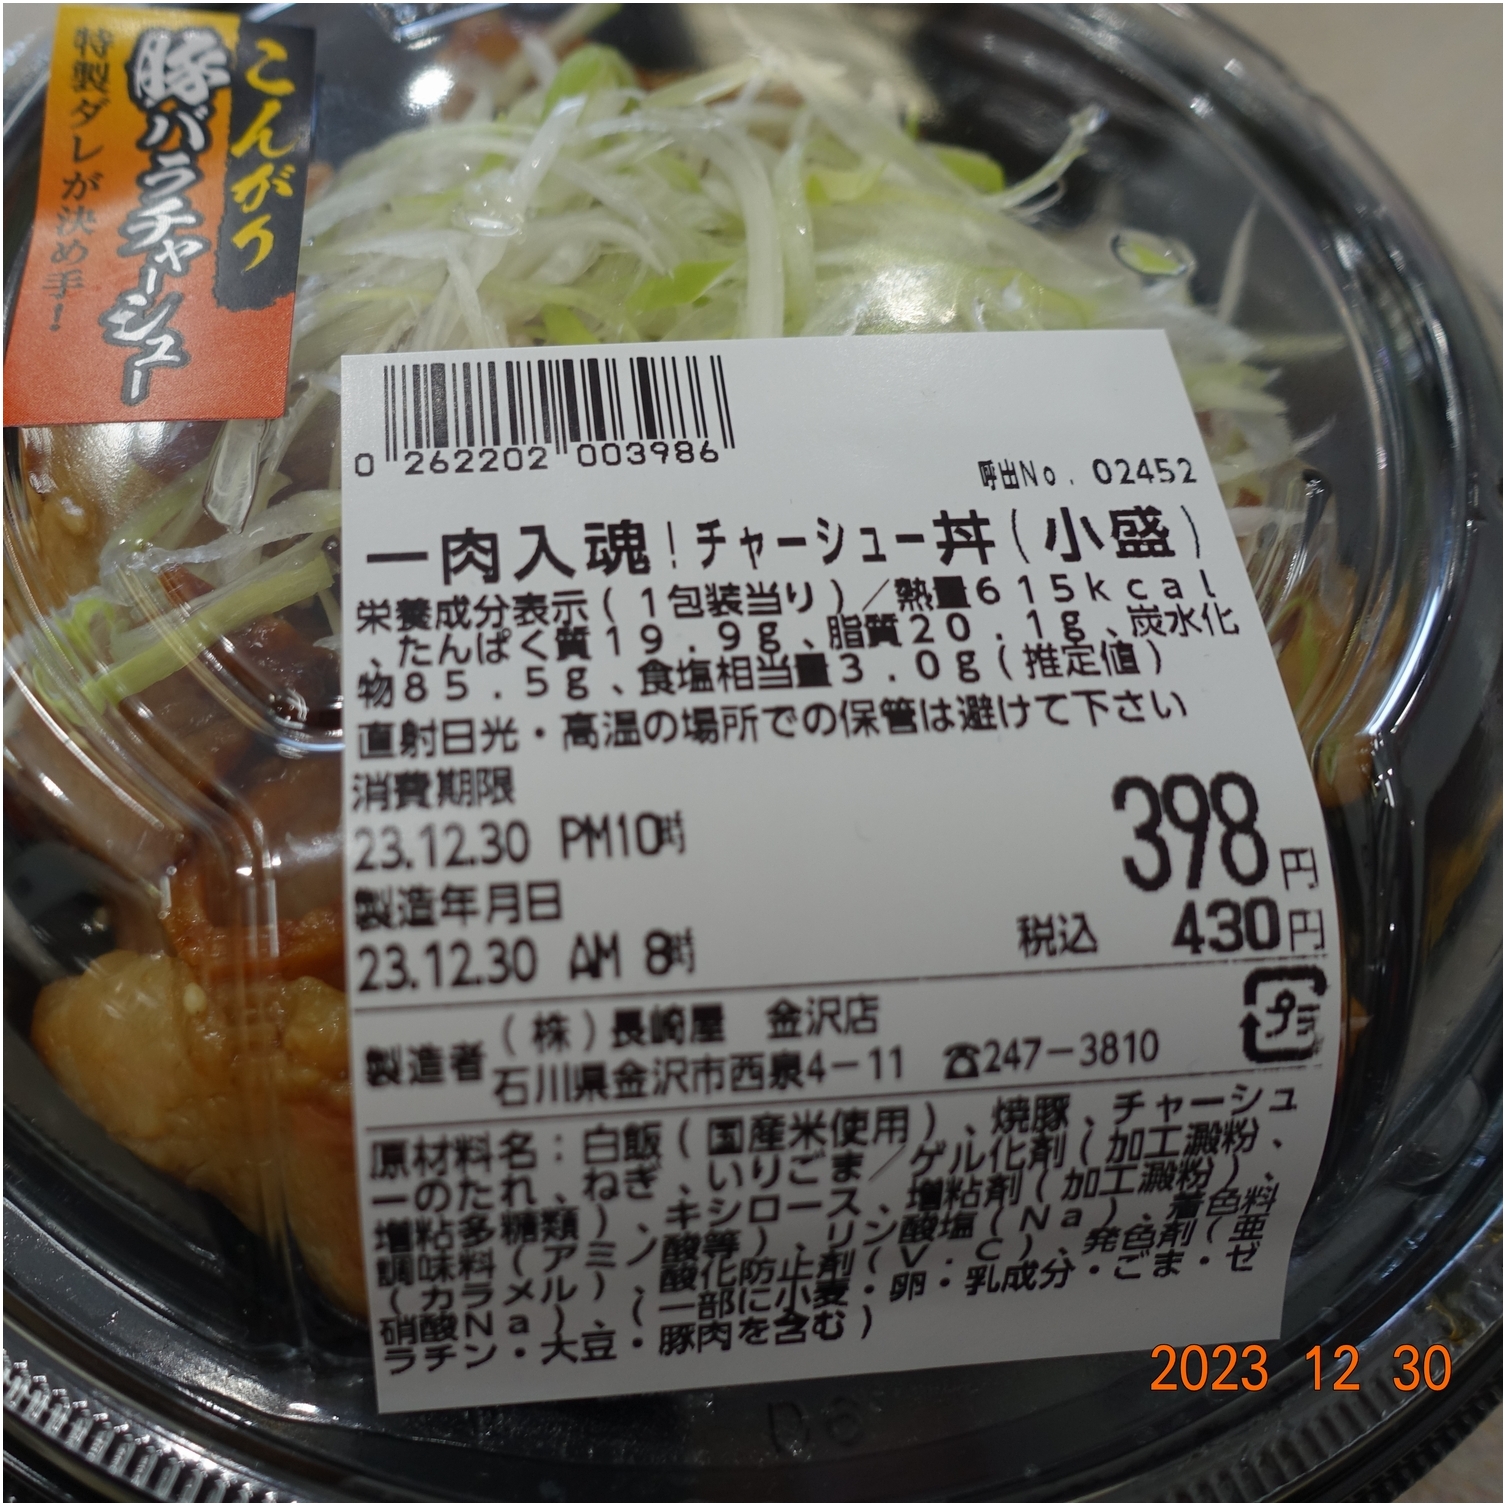 こんがり
豚バラチャーシュー
特製ダレが決め手!
0 262202 003986
呼出No. 02452
一肉入魂!チャーシュー丼(小盛)
栄養成分表示(1包装当り)/熱量615kcal
、たんぱく質19.9g、脂質20.1g、炭水化
物85.5g、食塩相当量3.0g(推定値)
直射日光・高温の場所での保管は避けて下さい
消費期限
23.12.30 PM10時
398円
製造年月日
23.12.30 AM 8時
税込 430円
プラ
製造者
(株)長崎屋 金沢店
石川県金沢市西泉4-11 ☎247-3810
原材料名:白飯(国産米使用)、焼豚、チャーシュ
ーのたれ、ねぎ、いりごま/ゲル化剤(加工澱粉、
増粘多糖類)、キシロース、増粘剤(加工澱粉)、
調味料(アミノ酸等)、リン酸塩(Na)、着色料
(カラメル)、酸化防止剤(V.C)、発色剤(亜
硝酸Na)、(一部に小麦・卵・乳成分・ごま・ゼ
ラチン・大豆・豚肉を含む)
D6
2023 12 30